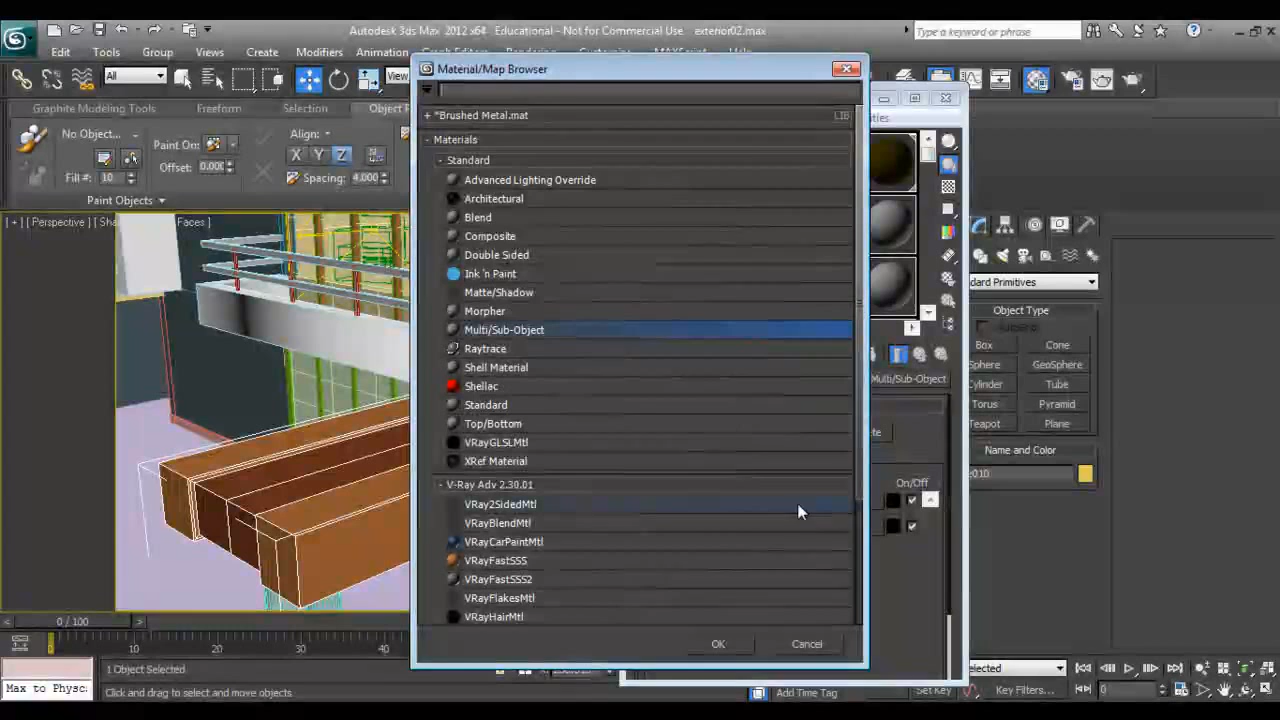 Autodesk 3ds Max 2012 x64    Educational - Not for Commercial Use    exterior02.max
Type a keyword or phrase
Edit Tools Group Views Create Modifiers Animation
Material/Map Browser
All
View
Graphite Modeling Tools Freeform Selection Object P
No Object...
Paint On:
Align:
X Y Z
Offset: 0.000
Fill #: 10
Spacing: 4.000
Paint Objects
[ + ] [ Perspective ] [ Sha Faces ]
+ *Brushed Metal.mat LIB
- Materials
- Standard
Advanced Lighting Override
Architectural
Blend
Composite
Double Sided
Ink 'n Paint
Matte/Shadow
Morpher
Multi/Sub-Object
Raytrace
Shell Material
Shellac
Standard
Top/Bottom
VRayGLSLMtl
XRef Material
- V-Ray Adv 2.30.01
VRay2SidedMtl
VRayBlendMtl
VRayCarPaintMtl
VRayFastSSS
VRayFastSSS2
VRayFlakesMtl
VRayHairMtl
OK Cancel
ties
Multi/Sub-Object
te
On/Off
dard Primitives
Object Type
Box Cone
Sphere GeoSphere
Cylinder Tube
Torus Pyramid
Teapot Plane
Name and Color
010
0 / 100
0 10 20 30 40
1 Object Selected
Max to Physc
Click and drag to select and move objects
Add Time Tag
Set Key
elected
Key Filters...
0